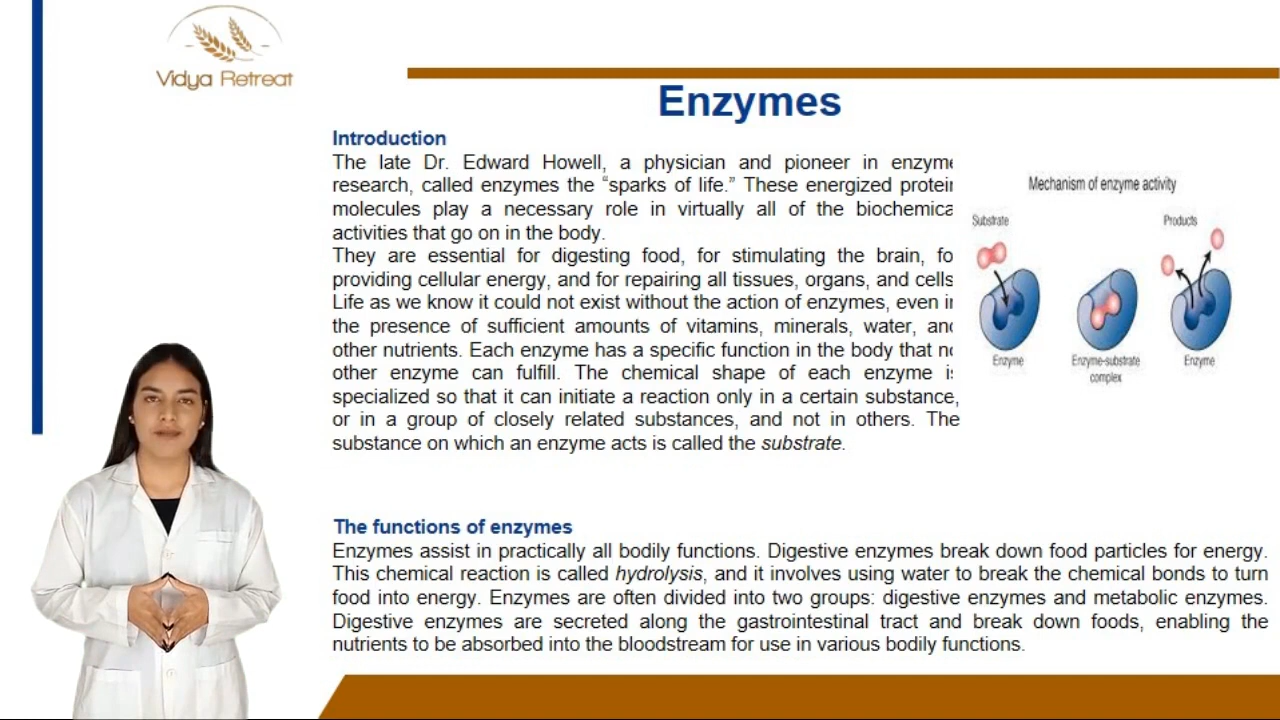 Vidya Retreat
Enzymes
Introduction
The late Dr. Edward Howell, a physician and pioneer in enzyme
research, called enzymes the “sparks of life.” These energized protein
molecules play a necessary role in virtually all of the biochemica
activities that go on in the body.
They are essential for digesting food, for stimulating the brain, fo
providing cellular energy, and for repairing all tissues, organs, and cells
Life as we know it could not exist without the action of enzymes, even in
the presence of sufficient amounts of vitamins, minerals, water, and
other nutrients. Each enzyme has a specific function in the body that no
other enzyme can fulfill. The chemical shape of each enzyme is
specialized so that it can initiate a reaction only in a certain substance,
or in a group of closely related substances, and not in others. The
substance on which an enzyme acts is called the substrate.
Mechanism of enzyme activity
Substrate
Products
Enzyme
Enzyme-substrate
complex
Enzyme
The functions of enzymes
Enzymes assist in practically all bodily functions. Digestive enzymes break down food particles for energy.
This chemical reaction is called hydrolysis, and it involves using water to break the chemical bonds to turn
food into energy. Enzymes are often divided into two groups: digestive enzymes and metabolic enzymes.
Digestive enzymes are secreted along the gastrointestinal tract and break down foods, enabling the
nutrients to be absorbed into the bloodstream for use in various bodily functions.